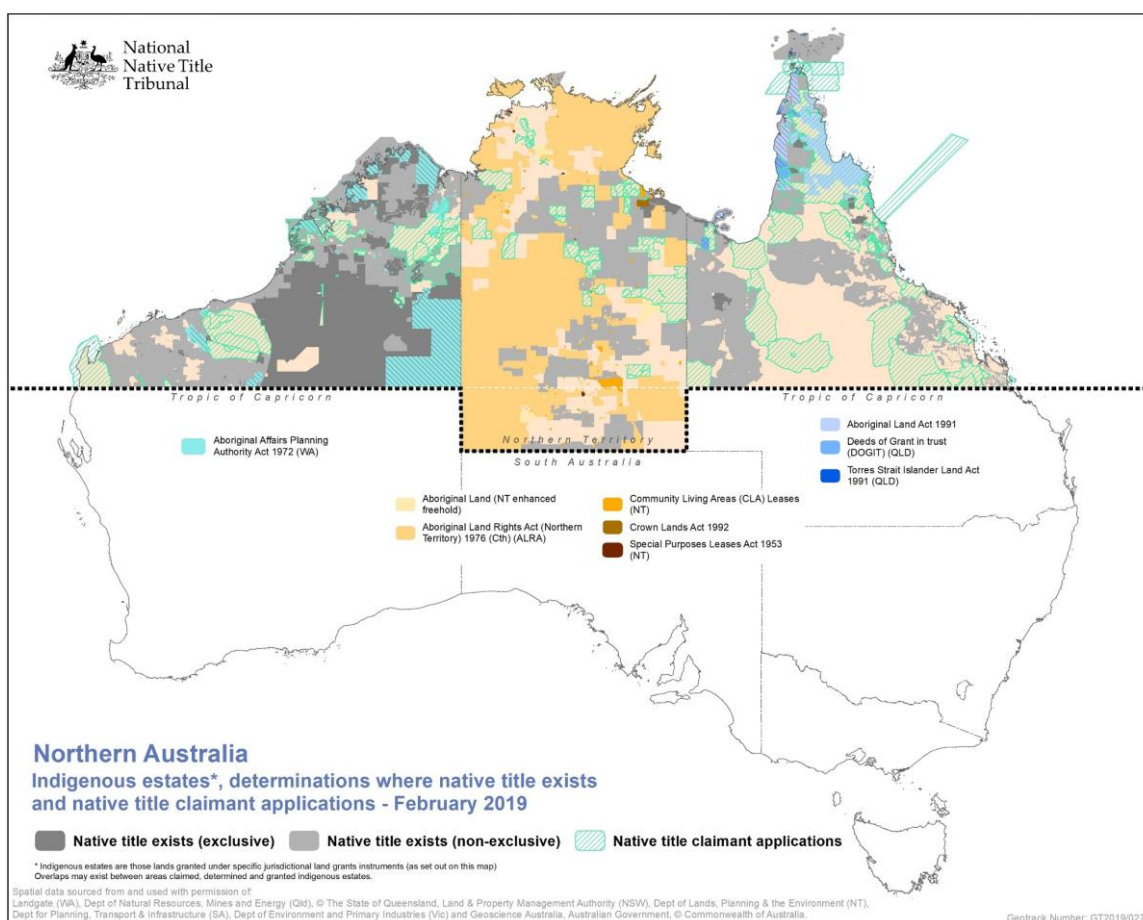 National
Native Title
Tribunal
Tropic of Capricorn
Tropic of Capricorn
Northern Territory
South Australia
Aboriginal Affairs Planning
Authority Act 1972 (WA)
Aboriginal Land (NT enhanced
freehold)
Aboriginal Land Rights Act (Northern
Territory) 1976 (Cth) (ALRA)
Community Living Areas (CLA) Leases
(NT)
Crown Lands Act 1992
Special Purposes Leases Act 1953
(NT)
Aboriginal Land Act 1991
Deeds of Grant in trust
(DOGIT) (QLD)
Torres Strait Islander Land Act
1991 (QLD)
Northern Australia
Indigenous estates*, determinations where native title exists
and native title claimant applications - February 2019
Native title exists (exclusive)
Native title exists (non-exclusive)
Native title claimant applications
* Indigenous estates are those lands granted under specific jurisdictional land grants instruments (as set out on this map)
Overlaps may exist between areas claimed, determined and granted indigenous estates.
Spatial data sourced from and used with permission of:
Landgate (WA), Dept of Natural Resources, Mines and Energy (Qld), © The State of Queensland, Land & Property Management Authority (NSW), Dept of Lands, Planning & the Environment (NT),
Dept for Planning, Transport & Infrastructure (SA), Dept of Environment and Primary Industries (Vic) and Geoscience Australia, Australian Government, © Commonwealth of Australia.